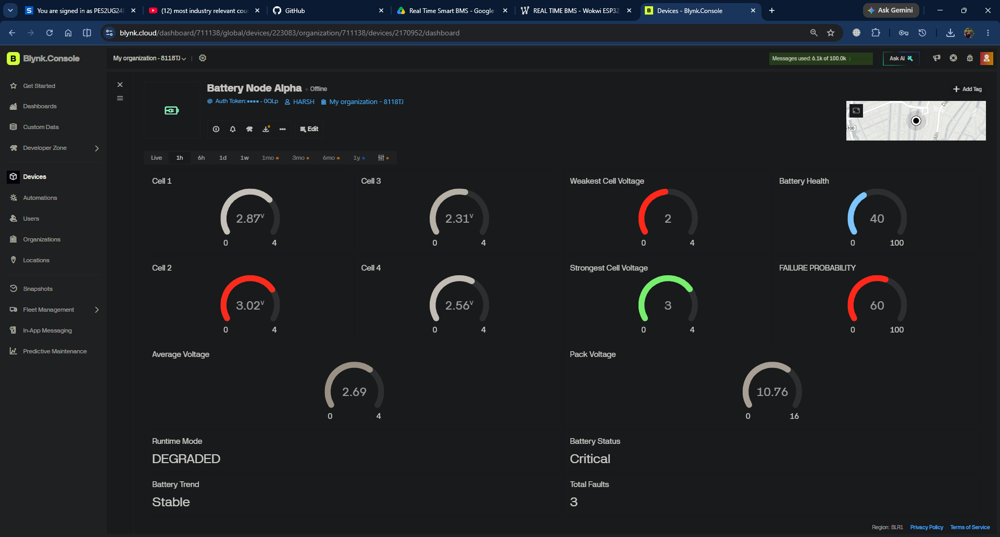 You are signed in as PES2UG24
(12) most industry relevant cou
GitHub
Real Time Smart BMS - Google
REAL TIME BMS - Wokwi ESP32
Devices - Blynk.Console
Ask Gemini
blynk.cloud/dashboard/711138/global/devices/223083/organization/711138/devices/2170952/dashboard
B Blynk.Console
My organization - 8118TJ
Messages used: 6.1k of 100.0k
Ask AI
Get Started
Dashboards
Custom Data
Developer Zone
Devices
Automations
Users
Organizations
Locations
Snapshots
Fleet Management
In-App Messaging
Predictive Maintenance
Battery Node Alpha
Offline
Auth Token:•••• - 0QLp
HARSH
My organization - 8118TJ
Edit
Add Tag
S100
Live 1h 6h 1d 1w 1mo 3mo 6mo 1y
Cell 1
2.87V
0 4
Cell 3
2.31V
0 4
Weakest Cell Voltage
2
0 4
Battery Health
40
0 100
Cell 2
3.02V
0 4
Cell 4
2.56V
0 4
Strongest Cell Voltage
3
0 4
FAILURE PROBABILITY
60
0 100
Average Voltage
2.69
0 4
Pack Voltage
10.76
0 16
Runtime Mode
DEGRADED
Battery Status
Critical
Battery Trend
Stable
Total Faults
3
Region: BLR1 Privacy Policy Terms of Service